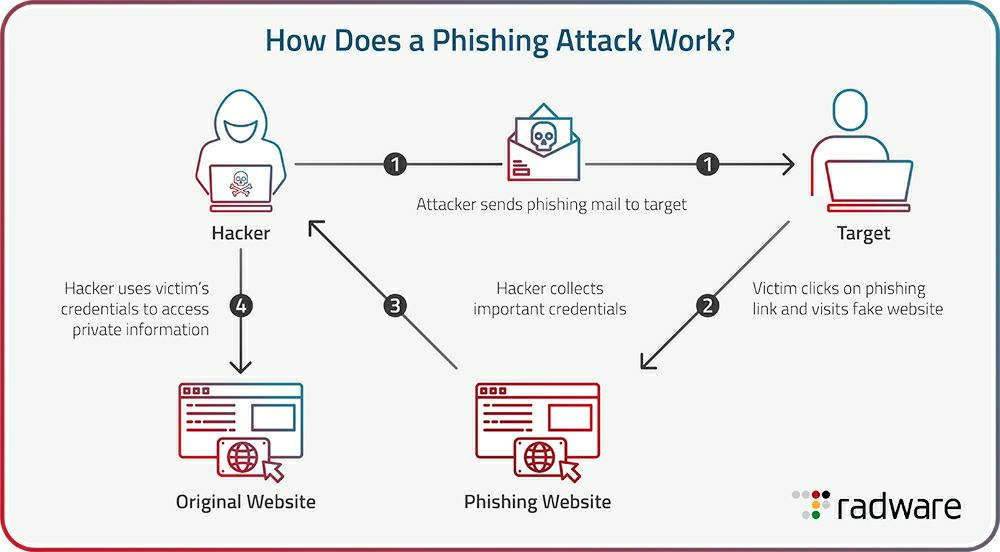 How Does a Phishing Attack Work?
1
1
Attacker sends phishing mail to target
Hacker
Target
Hacker uses victim's
credentials to access
private information
4
3
Hacker collects
important credentials
2
Victim clicks on phishing
link and visits fake website
Original Website
Phishing Website
radware